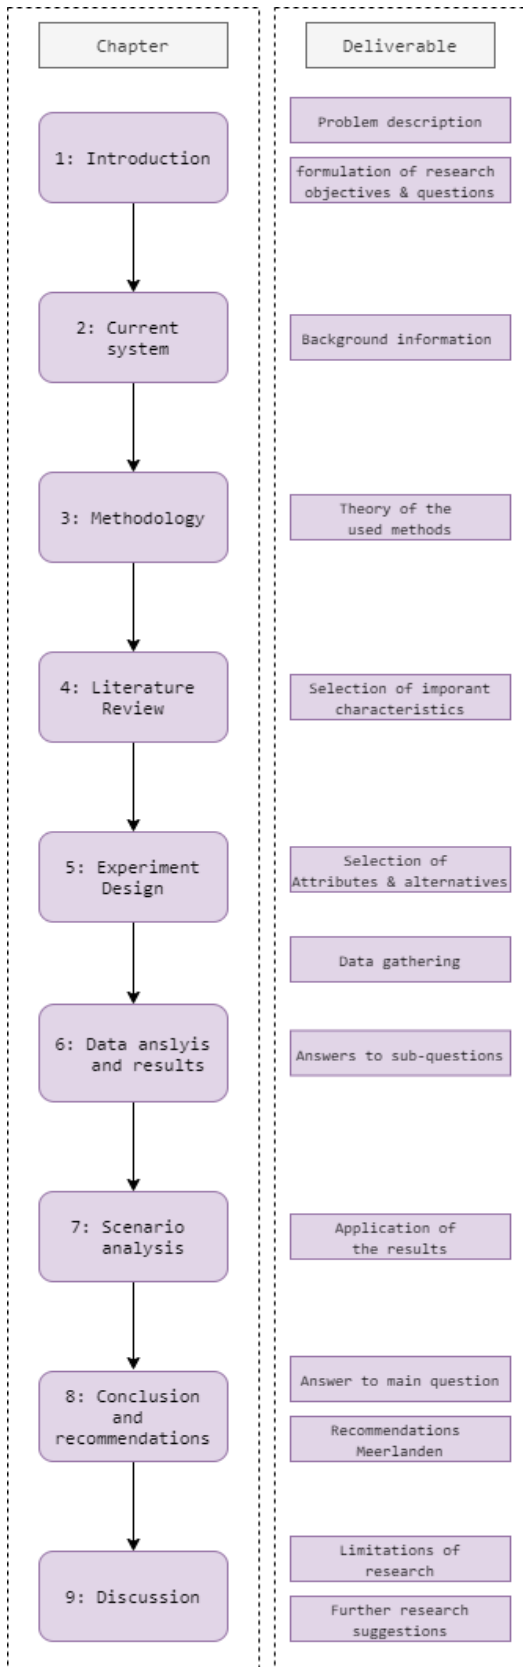 Chapter
Deliverable
1: Introduction
Problem description
formulation of research
objectives & questions
2: Current
system
Background information
3: Methodology
Theory of the
used methods
4: Literature
Review
Selection of imporant
characteristics
5: Experiment
Design
Selection of
Attributes & alternatives
Data gathering
6: Data anslyis
and results
Answers to sub-questions
7: Scenario
analysis
Application of
the results
8: Conclusion
and
recommendations
Answer to main question
Recommendations
Meerlanden
9: Discussion
Limitations of
research
Further research
suggestions